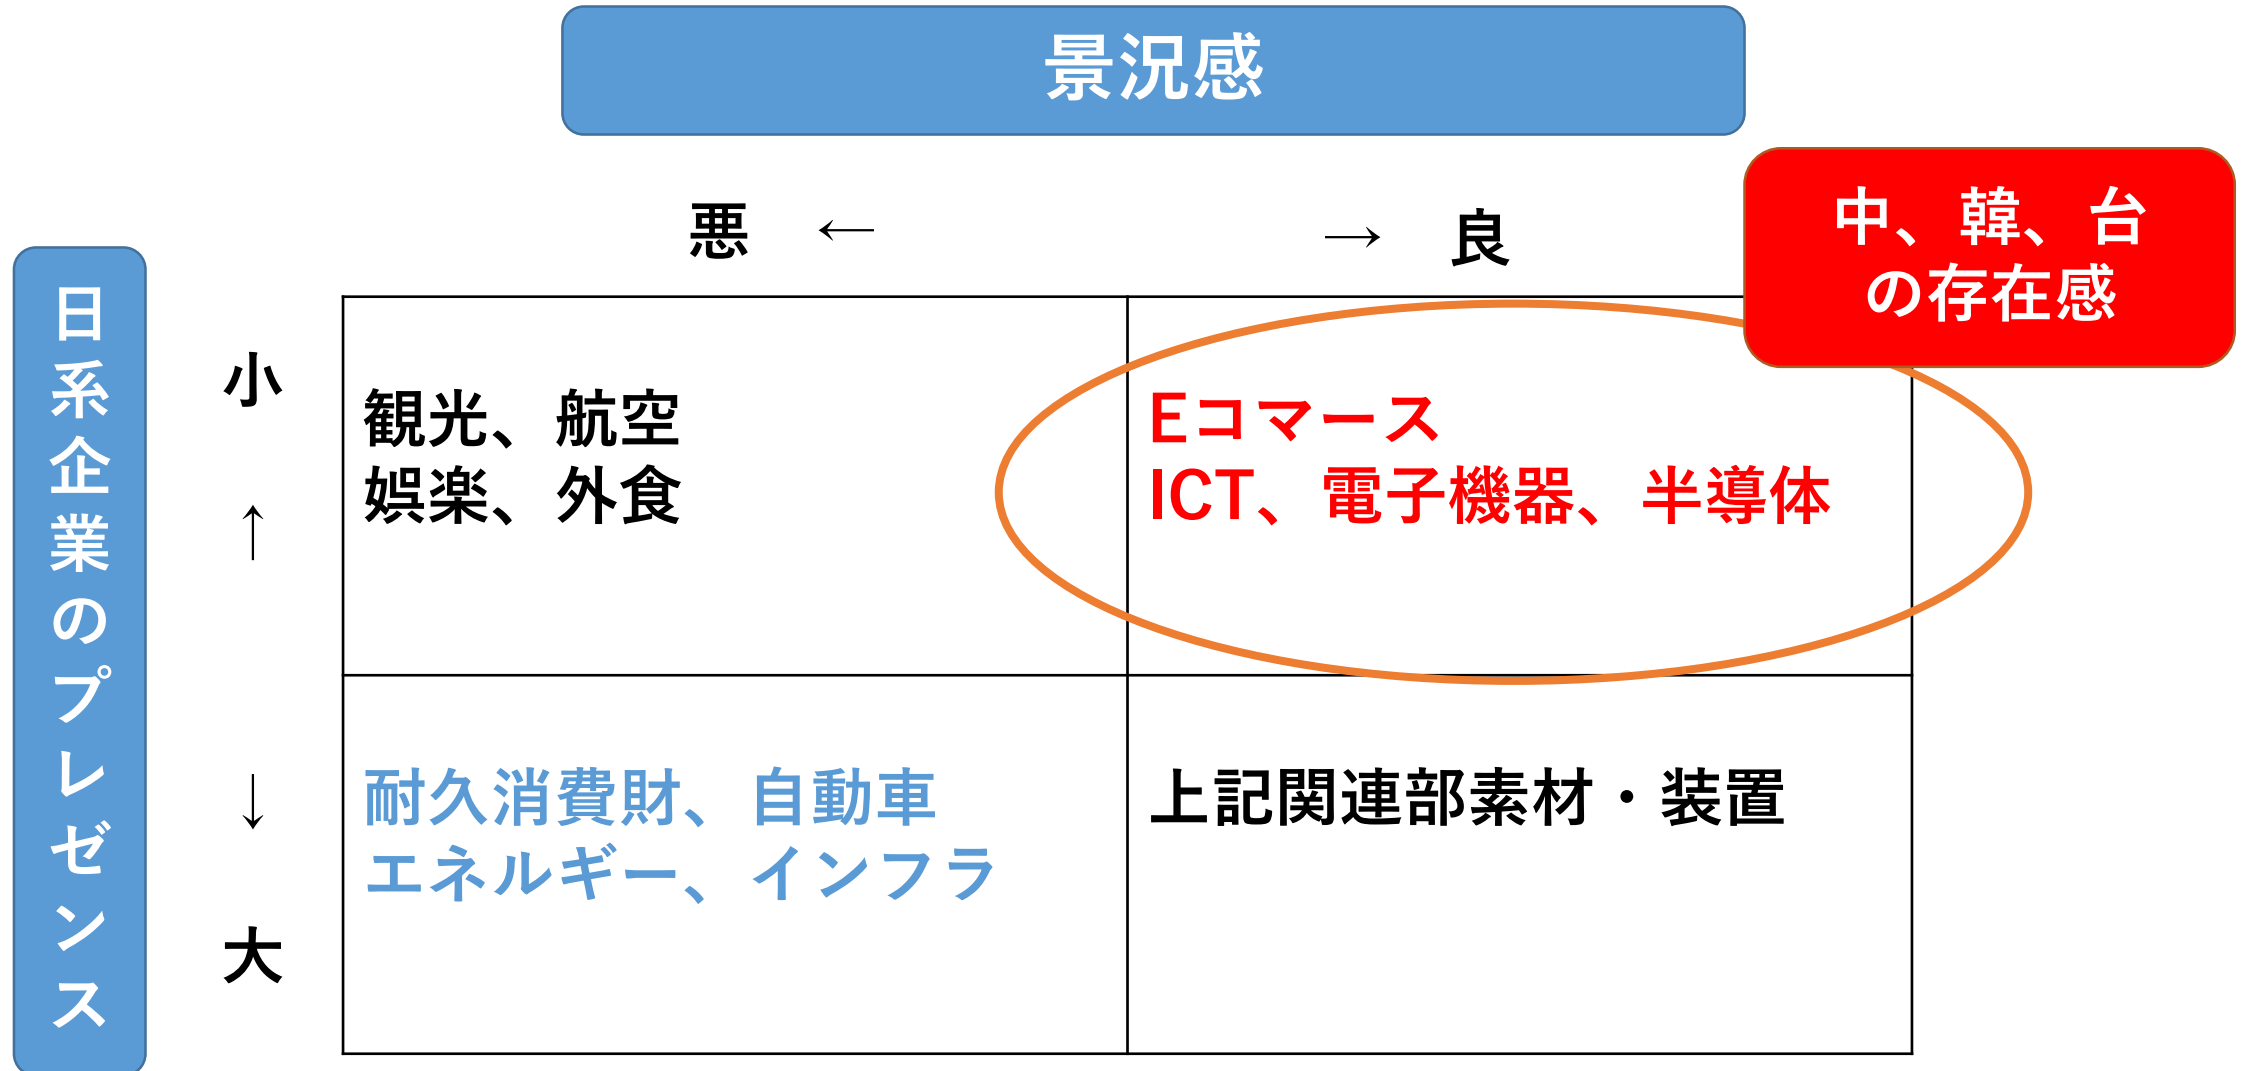 景況感
悪 ←
→ 良
中、韓、台
の存在感
日系企業のプレゼンス
小
↑
↓
大
観光、航空
娯楽、外食
Eコマース
ICT、電子機器、半導体
耐久消費財、自動車
エネルギー、インフラ
上記関連部素材・装置